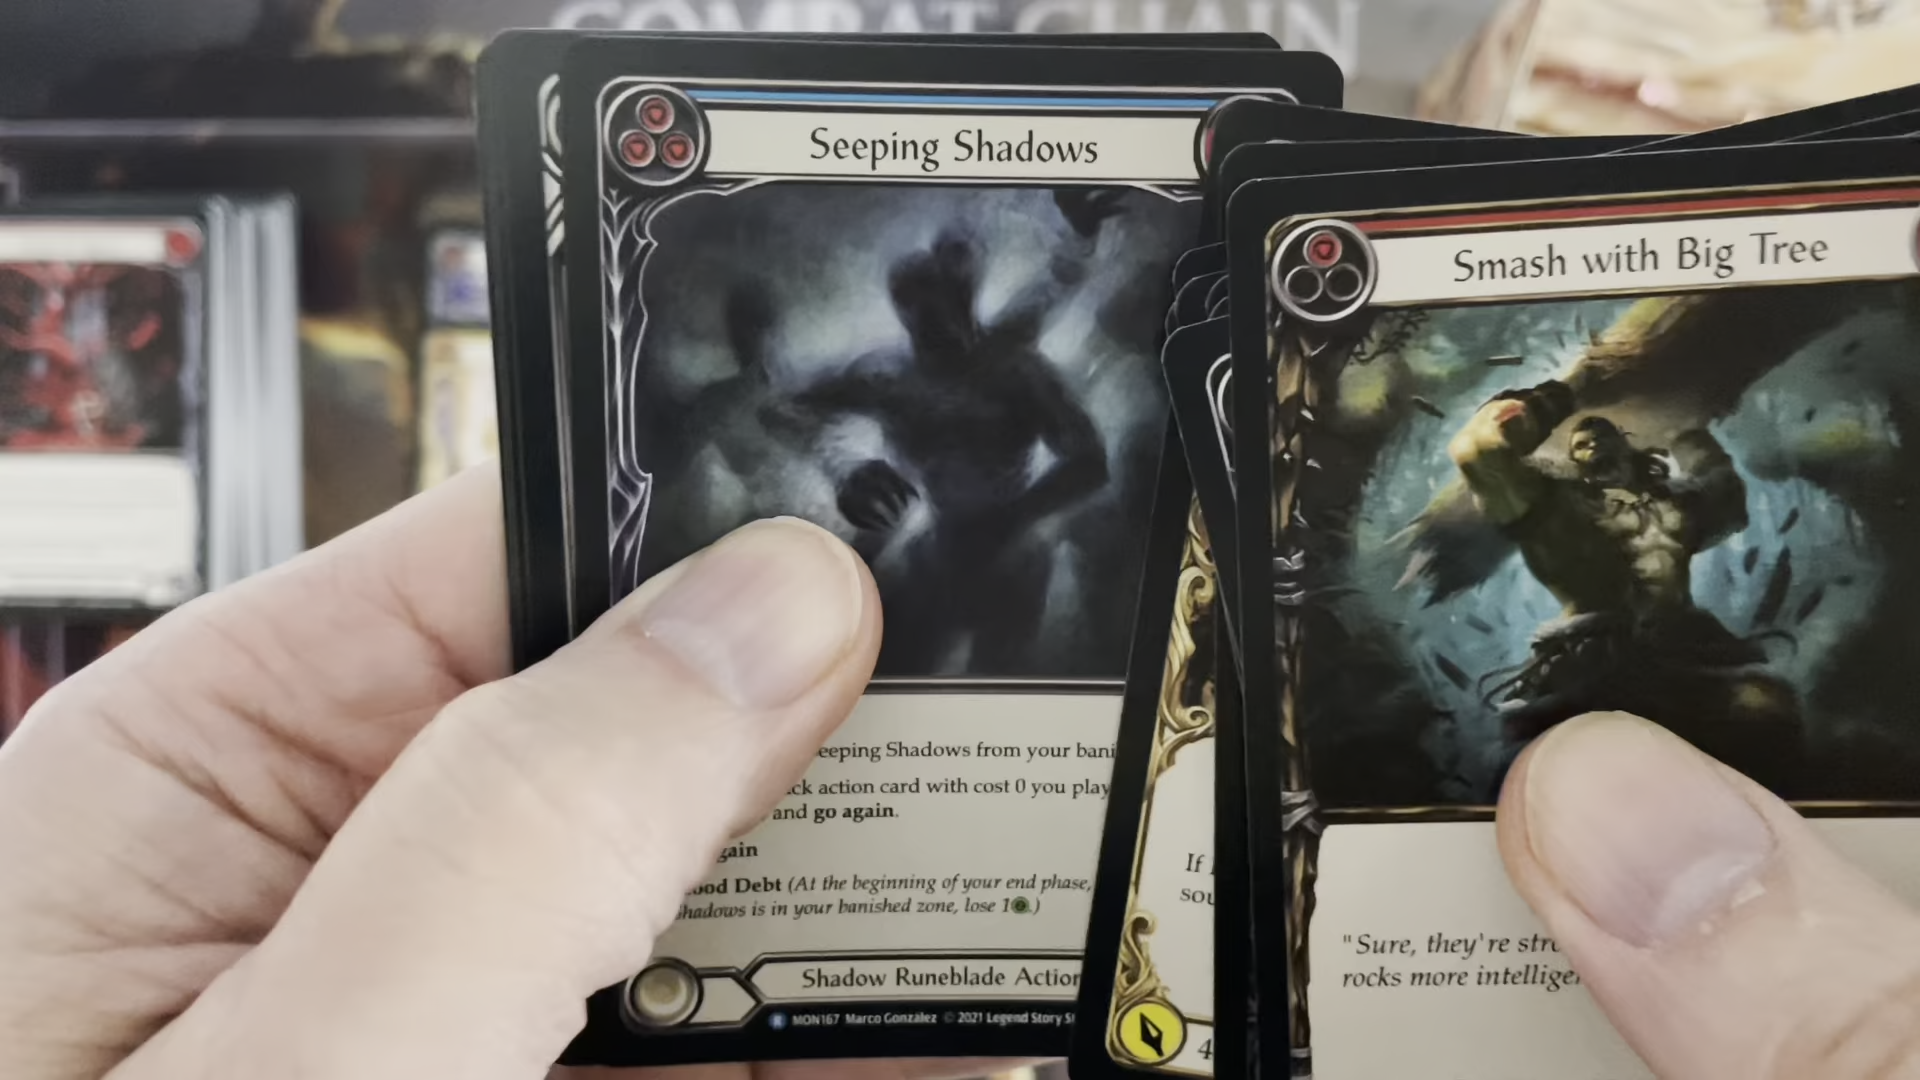 COMBAT CHAIN
Seeping Shadows
eeping Shadows from your bani
ck action card with cost 0 you play
and go again.
gain
ood Debt (At the beginning of your end phase,
Shadows is in your banished zone, lose 1 .)
Shadow Runeblade Action
R MON167 Marco González © 2021 Legend Story St
If
sou
4
Smash with Big Tree
"Sure, they're stro
rocks more intelligen